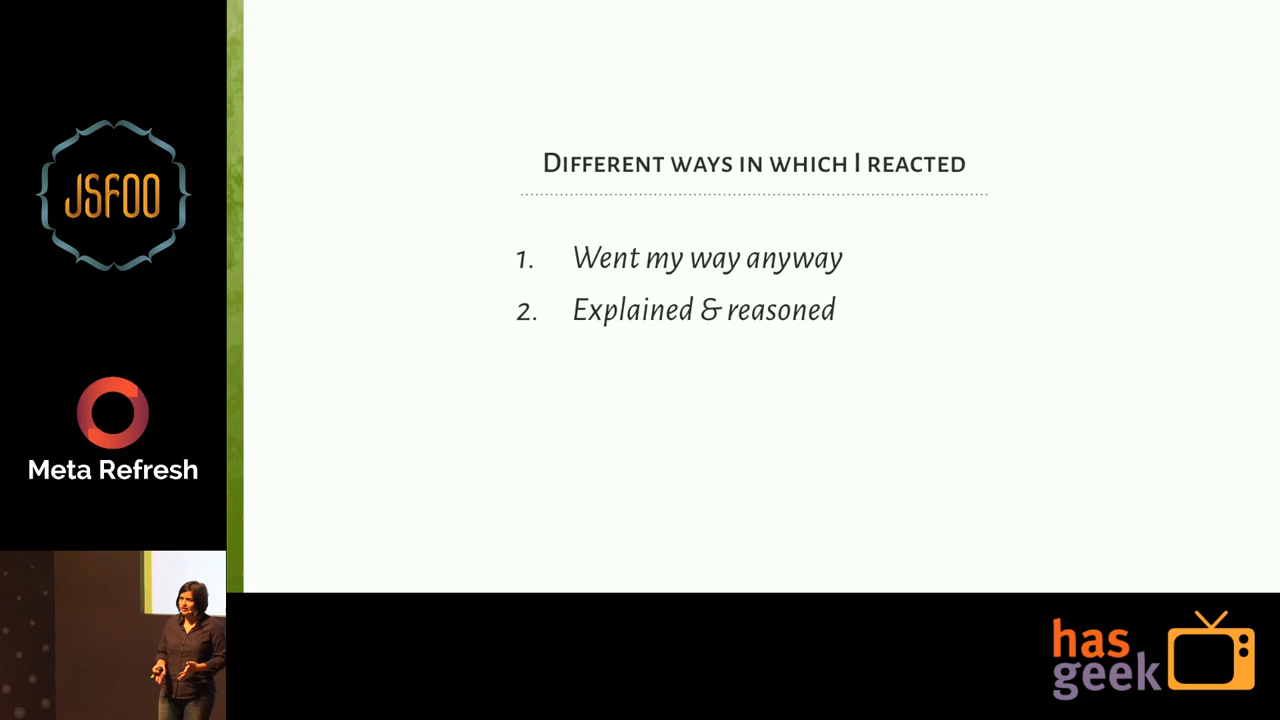 JSFOO
Meta Refresh
Different ways in which I reacted
1. Went my way anyway
2. Explained & reasoned
has
geek